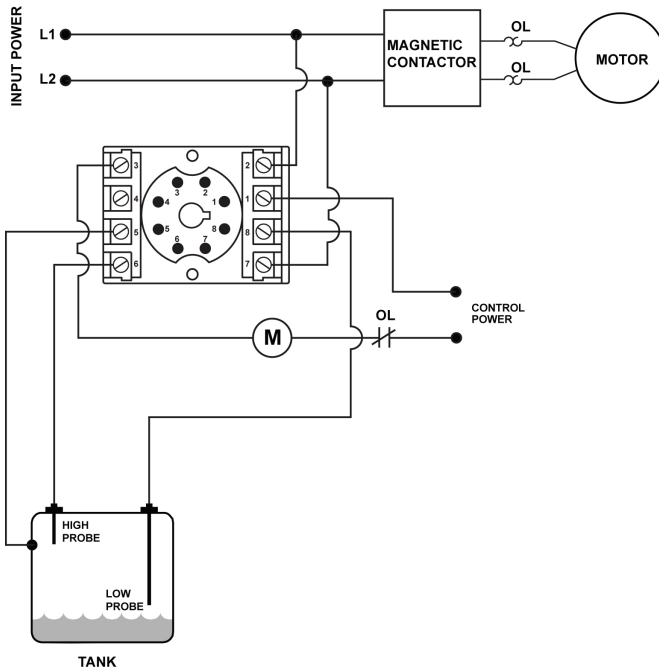 INPUT POWER
L1
L2
MAGNETIC
CONTACTOR
OL
OL
MOTOR
3
4
5
6
3
2
4
1
5
8
6
7
2
1
8
7
CONTROL
POWER
OL
M
HIGH
PROBE
LOW
PROBE
TANK